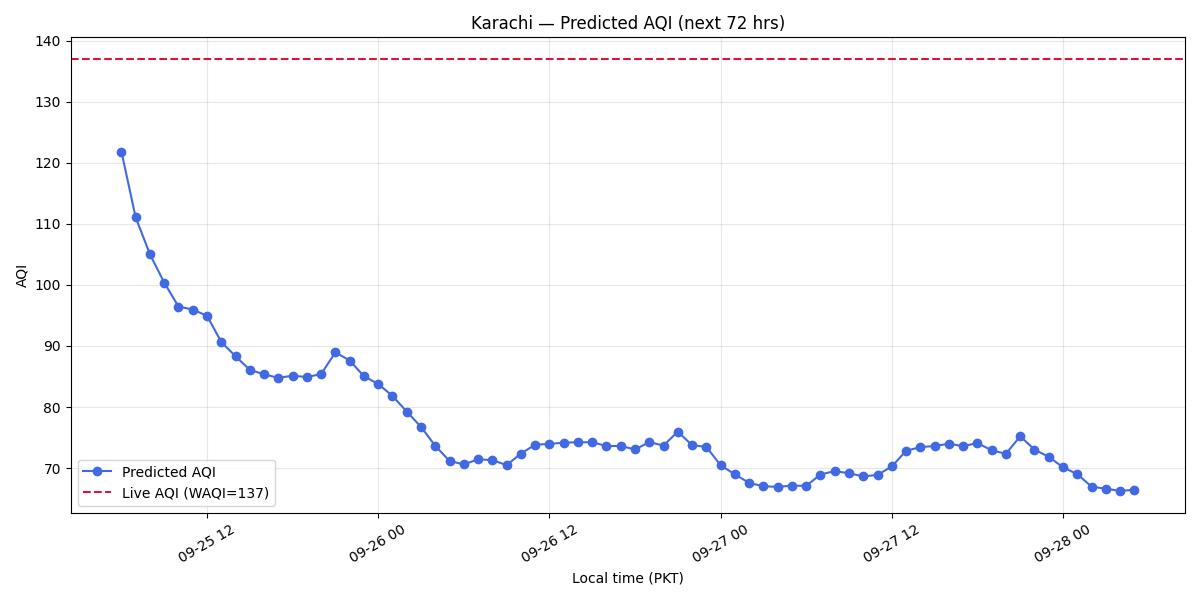 Karachi — Predicted AQI (next 72 hrs)
140
130
120
110
100
90
80
70
AQI
Predicted AQI
Live AQI (WAQI=137)
09-25 12
09-26 00
09-26 12
09-27 00
09-27 12
09-28 00
Local time (PKT)